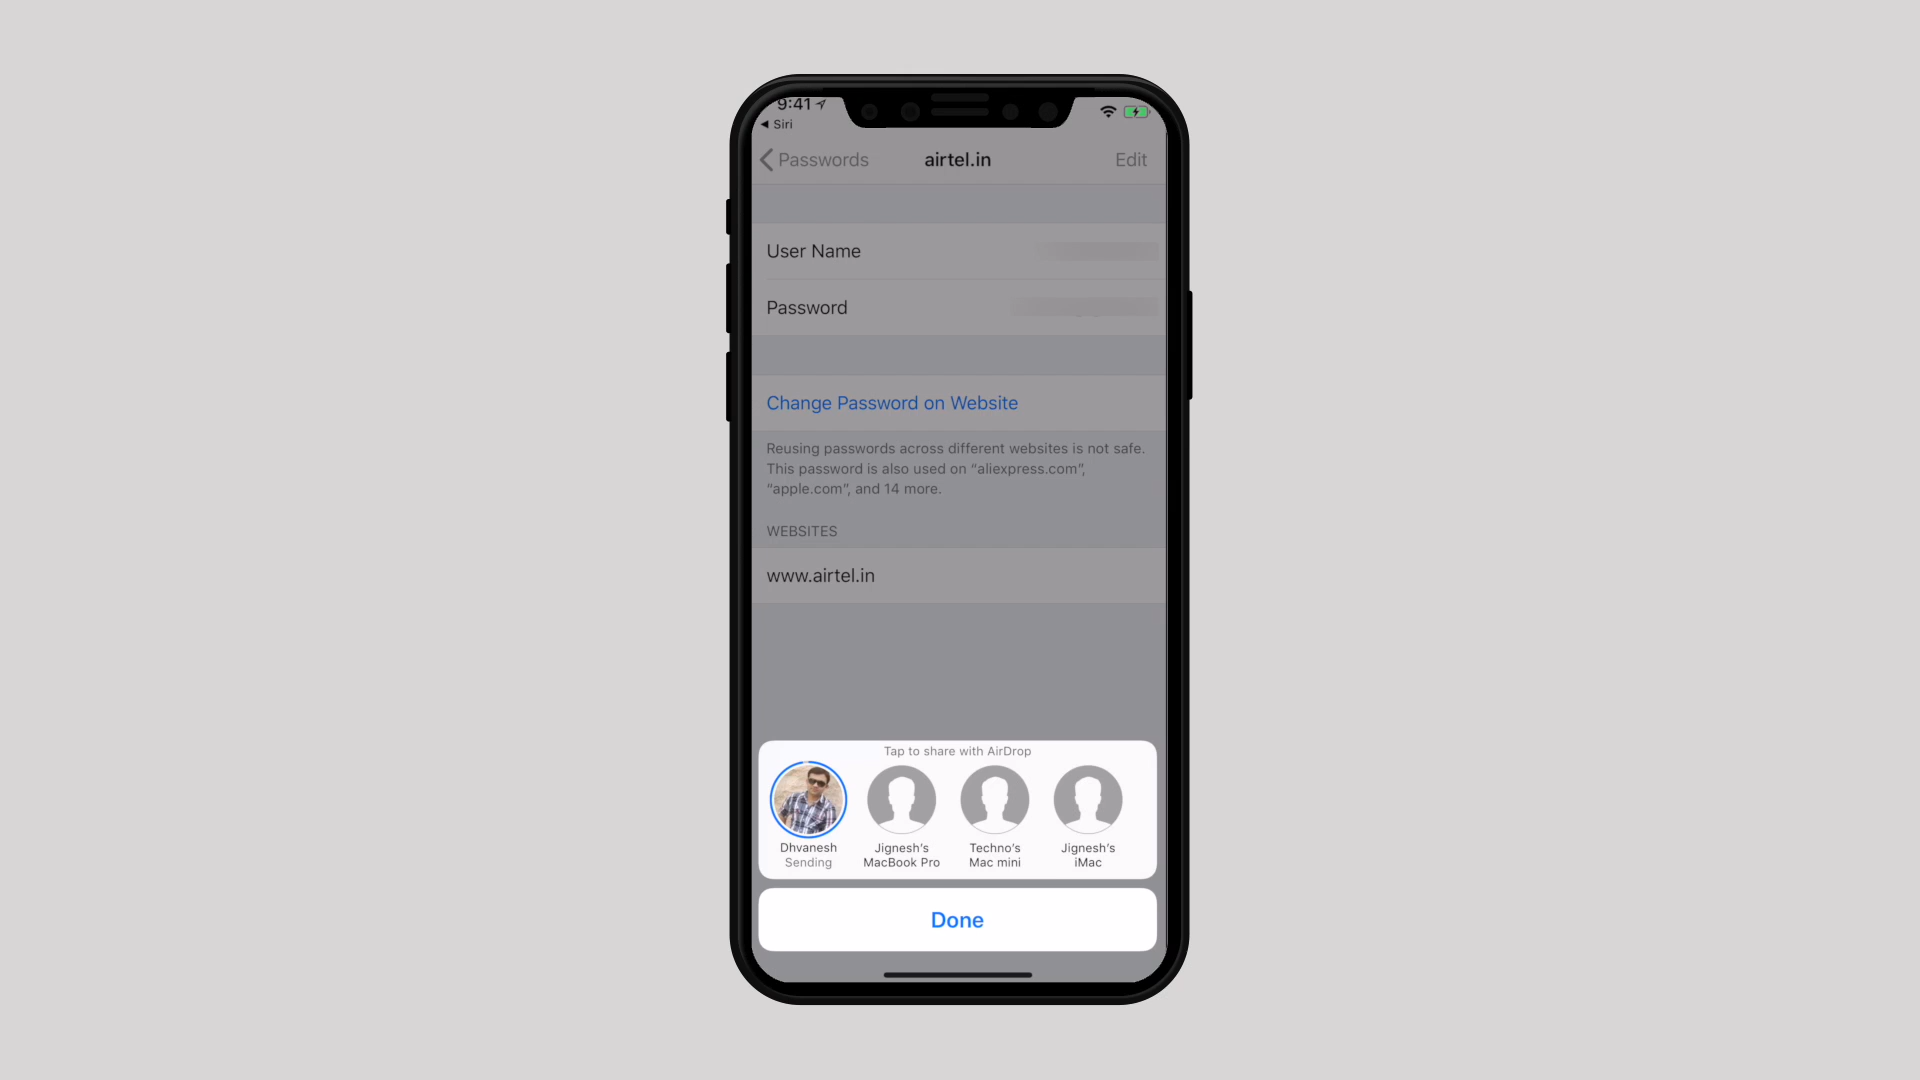 9:41
Siri
Passwords
airtel.in
Edit
User Name
Password
Change Password on Website
Reusing passwords across different websites is not safe.
This password is also used on “aliexpress.com”,
“apple.com”, and 14 more.
WEBSITES
www.airtel.in
Tap to share with AirDrop
Dhvanesh
Sending
Jignesh’s
MacBook Pro
Techno’s
Mac mini
Jignesh’s
iMac
Done